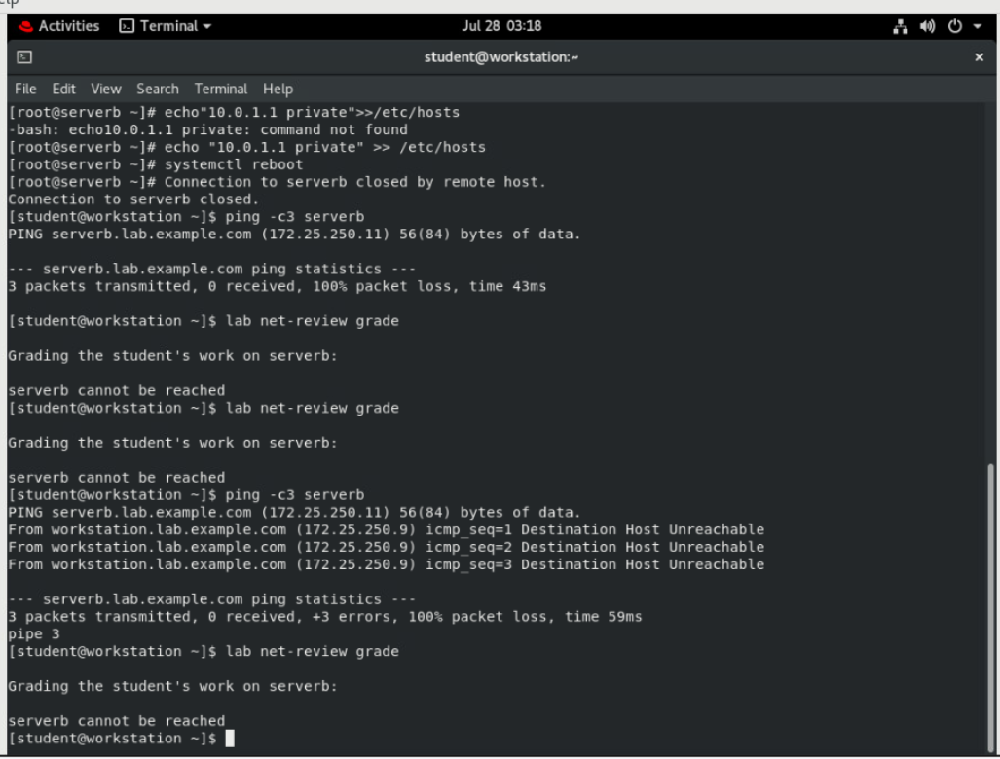 Activities Terminal Jul 28 03:18
student@workstation:~
File Edit View Search Terminal Help
[root@serverb ~]# echo"10.0.1.1 private">>/etc/hosts
-bash: echo10.0.1.1 private: command not found
[root@serverb ~]# echo "10.0.1.1 private" >> /etc/hosts
[root@serverb ~]# systemctl reboot
[root@serverb ~]# Connection to serverb closed by remote host.
Connection to serverb closed.
[student@workstation ~]$ ping -c3 serverb
PING serverb.lab.example.com (172.25.250.11) 56(84) bytes of data.
--- serverb.lab.example.com ping statistics ---
3 packets transmitted, 0 received, 100% packet loss, time 43ms
[student@workstation ~]$ lab net-review grade
Grading the student's work on serverb:
serverb cannot be reached
[student@workstation ~]$ lab net-review grade
Grading the student's work on serverb:
serverb cannot be reached
[student@workstation ~]$ ping -c3 serverb
PING serverb.lab.example.com (172.25.250.11) 56(84) bytes of data.
From workstation.lab.example.com (172.25.250.9) icmp_seq=1 Destination Host Unreachable
From workstation.lab.example.com (172.25.250.9) icmp_seq=2 Destination Host Unreachable
From workstation.lab.example.com (172.25.250.9) icmp_seq=3 Destination Host Unreachable
--- serverb.lab.example.com ping statistics ---
3 packets transmitted, 0 received, +3 errors, 100% packet loss, time 59ms
pipe 3
[student@workstation ~]$ lab net-review grade
Grading the student's work on serverb:
serverb cannot be reached
[student@workstation ~]$